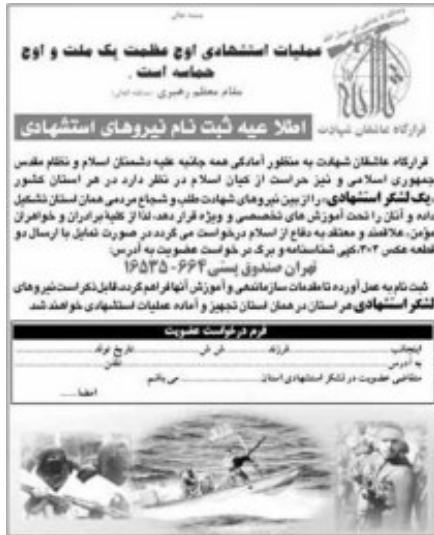 بسمه تعالی
عملیات استشهادی اوج عظمت یک ملت و اوج
حماسه است .
مقام معظم رهبری
قرارگاه عاشقان شهادت
اطلاعیه ثبت نام نیروهای استشهادی
قرارگاه عاشقان شهادت به منظور آمادگی همه جانبه علیه دشمنان اسلام و نظام مقدس
جمهوری اسلامی و نیز حراست از کیان اسلام در نظر دارد در هر استان کشور
«یک لشکر استشهادی» را از بین نیروهای شهادت طلب و شجاع مردمی همان استان تشکیل
داده و آنان را تحت آموزش های تخصصی و ویژه قرار دهد، لذا از کلیه برادران و خواهران
مؤمن، علاقمند و معتقد به دفاع از اسلام درخواست می گردد در صورت تمایل با ارسال دو
قطعه عکس ۳×۴، کپی شناسنامه و برگ درخواست عضویت به آدرس:
تهران صندوق پستی ۶۶۴-۱۶۵۳۵
ثبت نام به عمل آورده تا مقدمات سازماندهی و آموزش آنها فراهم گردد، قابل ذکر است نیروهای
لشکر استشهادی هر استان در همان استان تجهیز و آماده عملیات استشهادی خواهند شد
فرم درخواست عضویت
اینجانب ........ فرزند ........ ش ش ........ تاریخ تولد ........
به آدرس ........ تلفن ........
متقاضی عضویت در لشکر استشهادی استان ........ می باشم
امضا ........